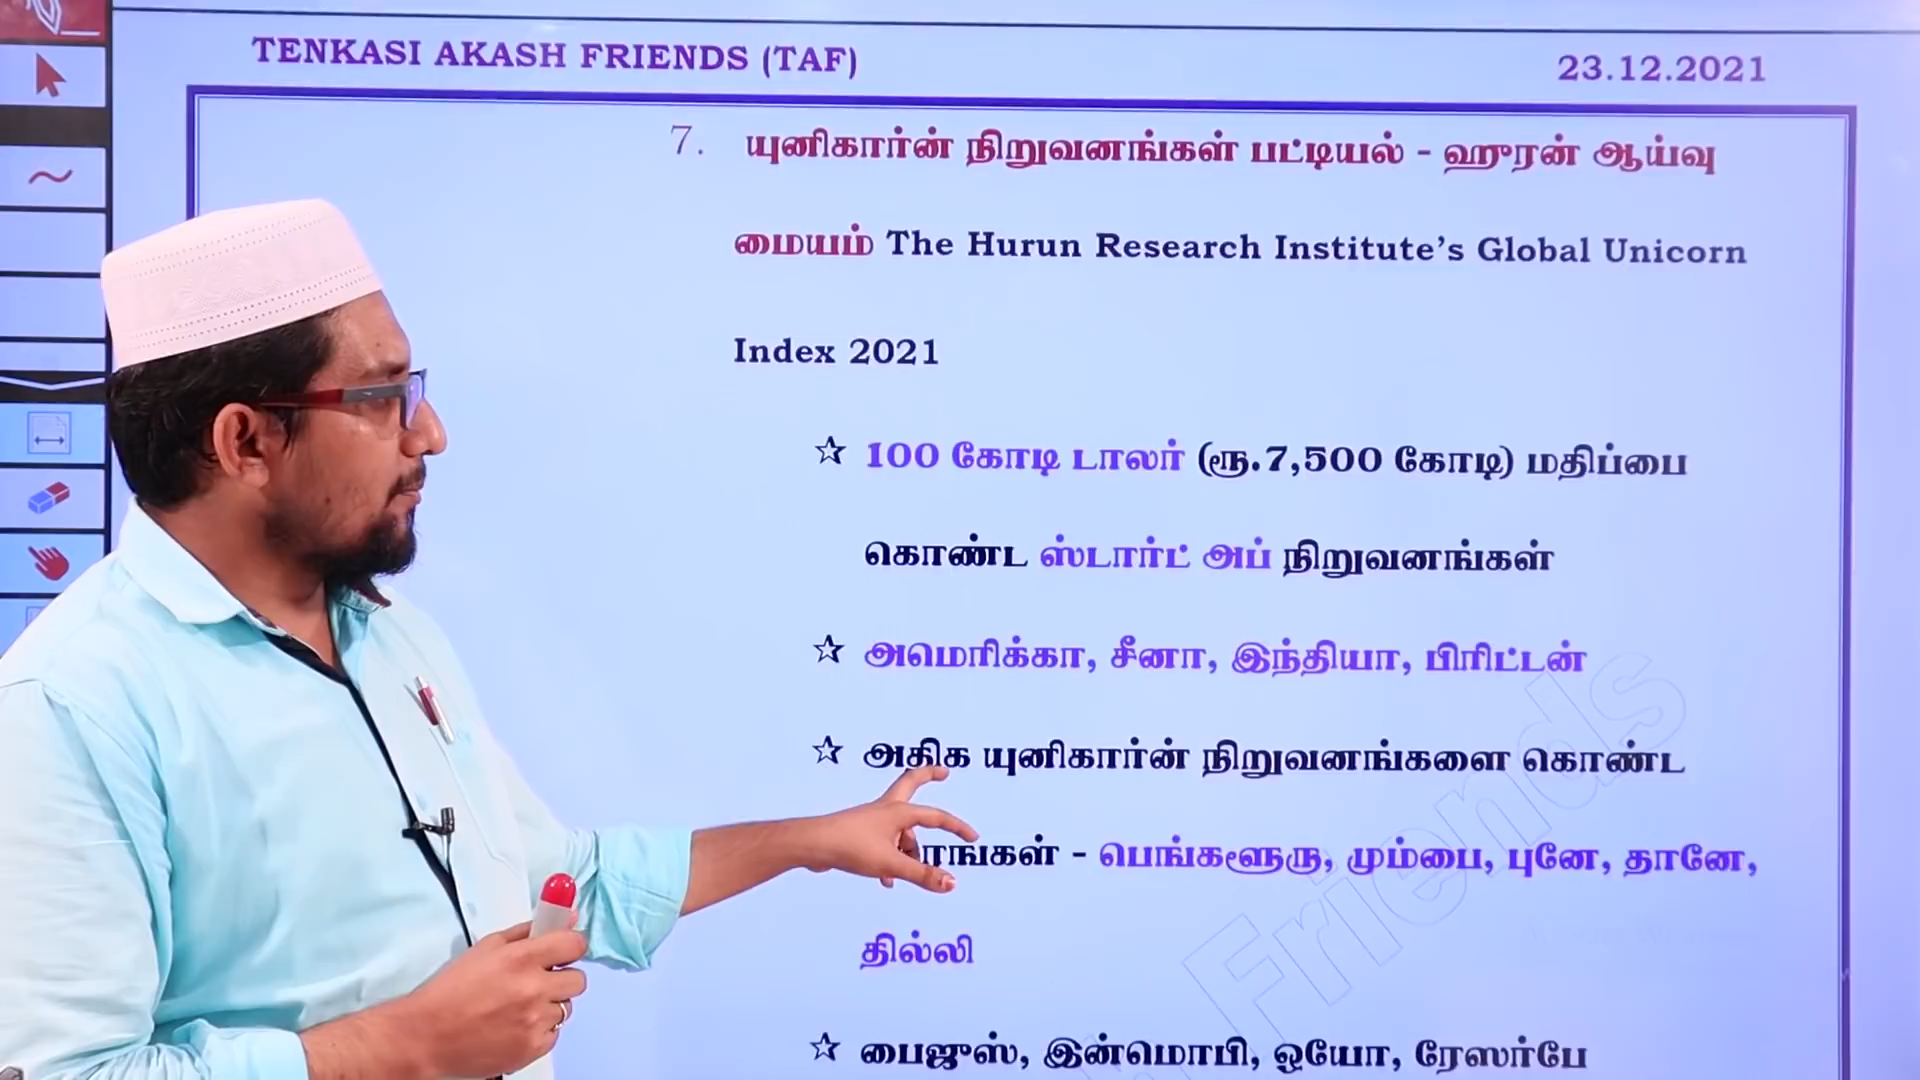 TENKASI AKASH FRIENDS (TAF)
23.12.2021
7. யுனிகார்ன் நிறுவனங்கள் பட்டியல் - ஹுரன் ஆய்வு
மையம் The Hurun Research Institute's Global Unicorn
Index 2021
☆ 100 கோடி டாலர் (ரூ.7,500 கோடி) மதிப்பை
கொண்ட ஸ்டார்ட் அப் நிறுவனங்கள்
☆ அமெரிக்கா, சீனா, இந்தியா, பிரிட்டன்
☆ அதிக யுனிகார்ன் நிறுவனங்களை கொண்ட
ரங்கள் - பெங்களூரு, மும்பை, புனே, தானே,
தில்லி
☆ பைஜுஸ், இன்மொபி, ஓயோ, ரேஸர்பே
Friends